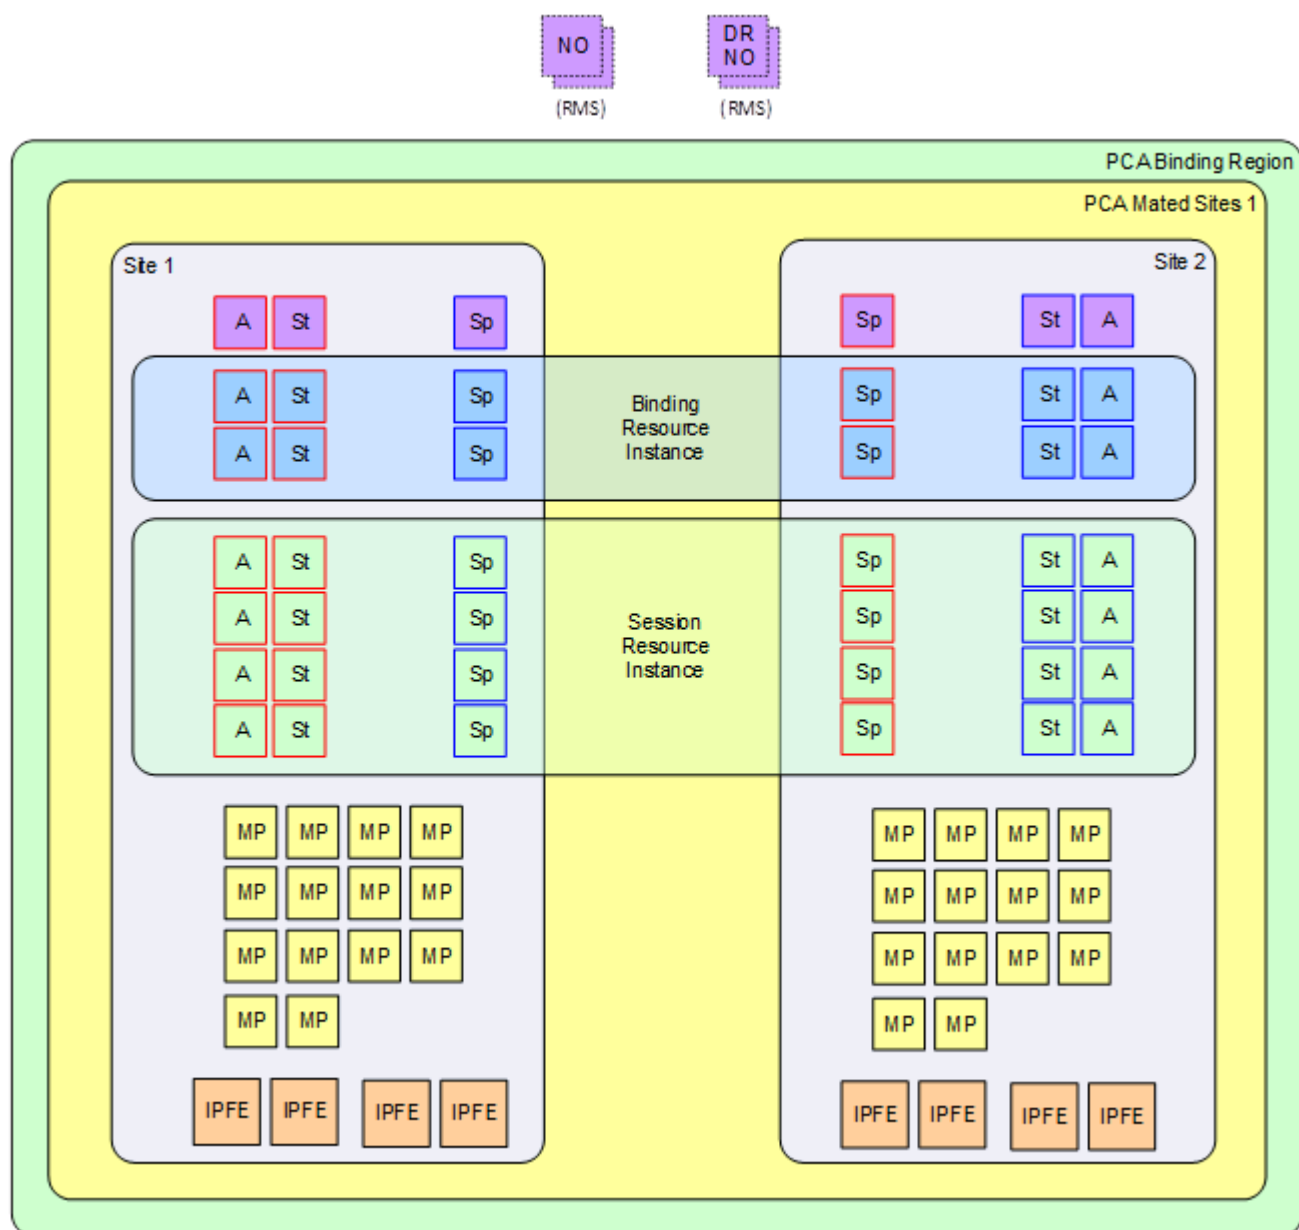 NO
DR
NO
(RMS)
(RMS)
PCA Binding Region
PCA Mated Sites 1
Site 1
Site 2
A St Sp
Sp St A
A St Sp
Sp St A
A St Sp
Sp St A
Binding
Resource
Instance
A St Sp
Sp St A
A St Sp
Sp St A
A St Sp
Sp St A
A St Sp
Sp St A
Session
Resource
Instance
MP MP MP MP
MP MP MP MP
MP MP MP MP
MP MP MP MP
MP MP MP MP
MP MP MP MP
MP MP
MP MP
IPFE IPFE IPFE IPFE
IPFE IPFE IPFE IPFE